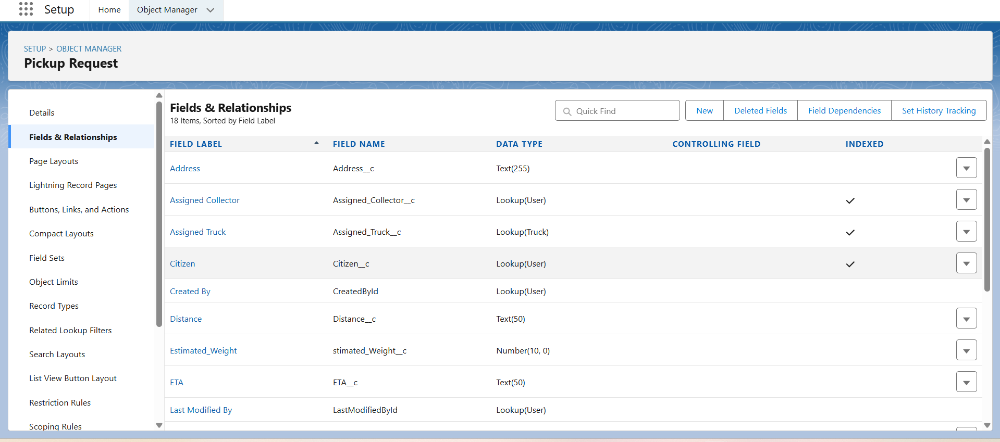 Setup Home Object Manager
SETUP > OBJECT MANAGER
Pickup Request
Details
Fields & Relationships
Page Layouts
Lightning Record Pages
Buttons, Links, and Actions
Compact Layouts
Field Sets
Object Limits
Record Types
Related Lookup Filters
Search Layouts
List View Button Layout
Restriction Rules
Scoping Rules
Fields & Relationships
18 Items, Sorted by Field Label
Quick Find New Deleted Fields Field Dependencies Set History Tracking
FIELD LABEL FIELD NAME DATA TYPE CONTROLLING FIELD INDEXED
Address Address__c Text(255)
Assigned Collector Assigned_Collector__c Lookup(User)
Assigned Truck Assigned_Truck__c Lookup(Truck)
Citizen Citizen__c Lookup(User)
Created By CreatedById Lookup(User)
Distance Distance__c Text(50)
Estimated_Weight stimated_Weight__c Number(10, 0)
ETA ETA__c Text(50)
Last Modified By LastModifiedById Lookup(User)